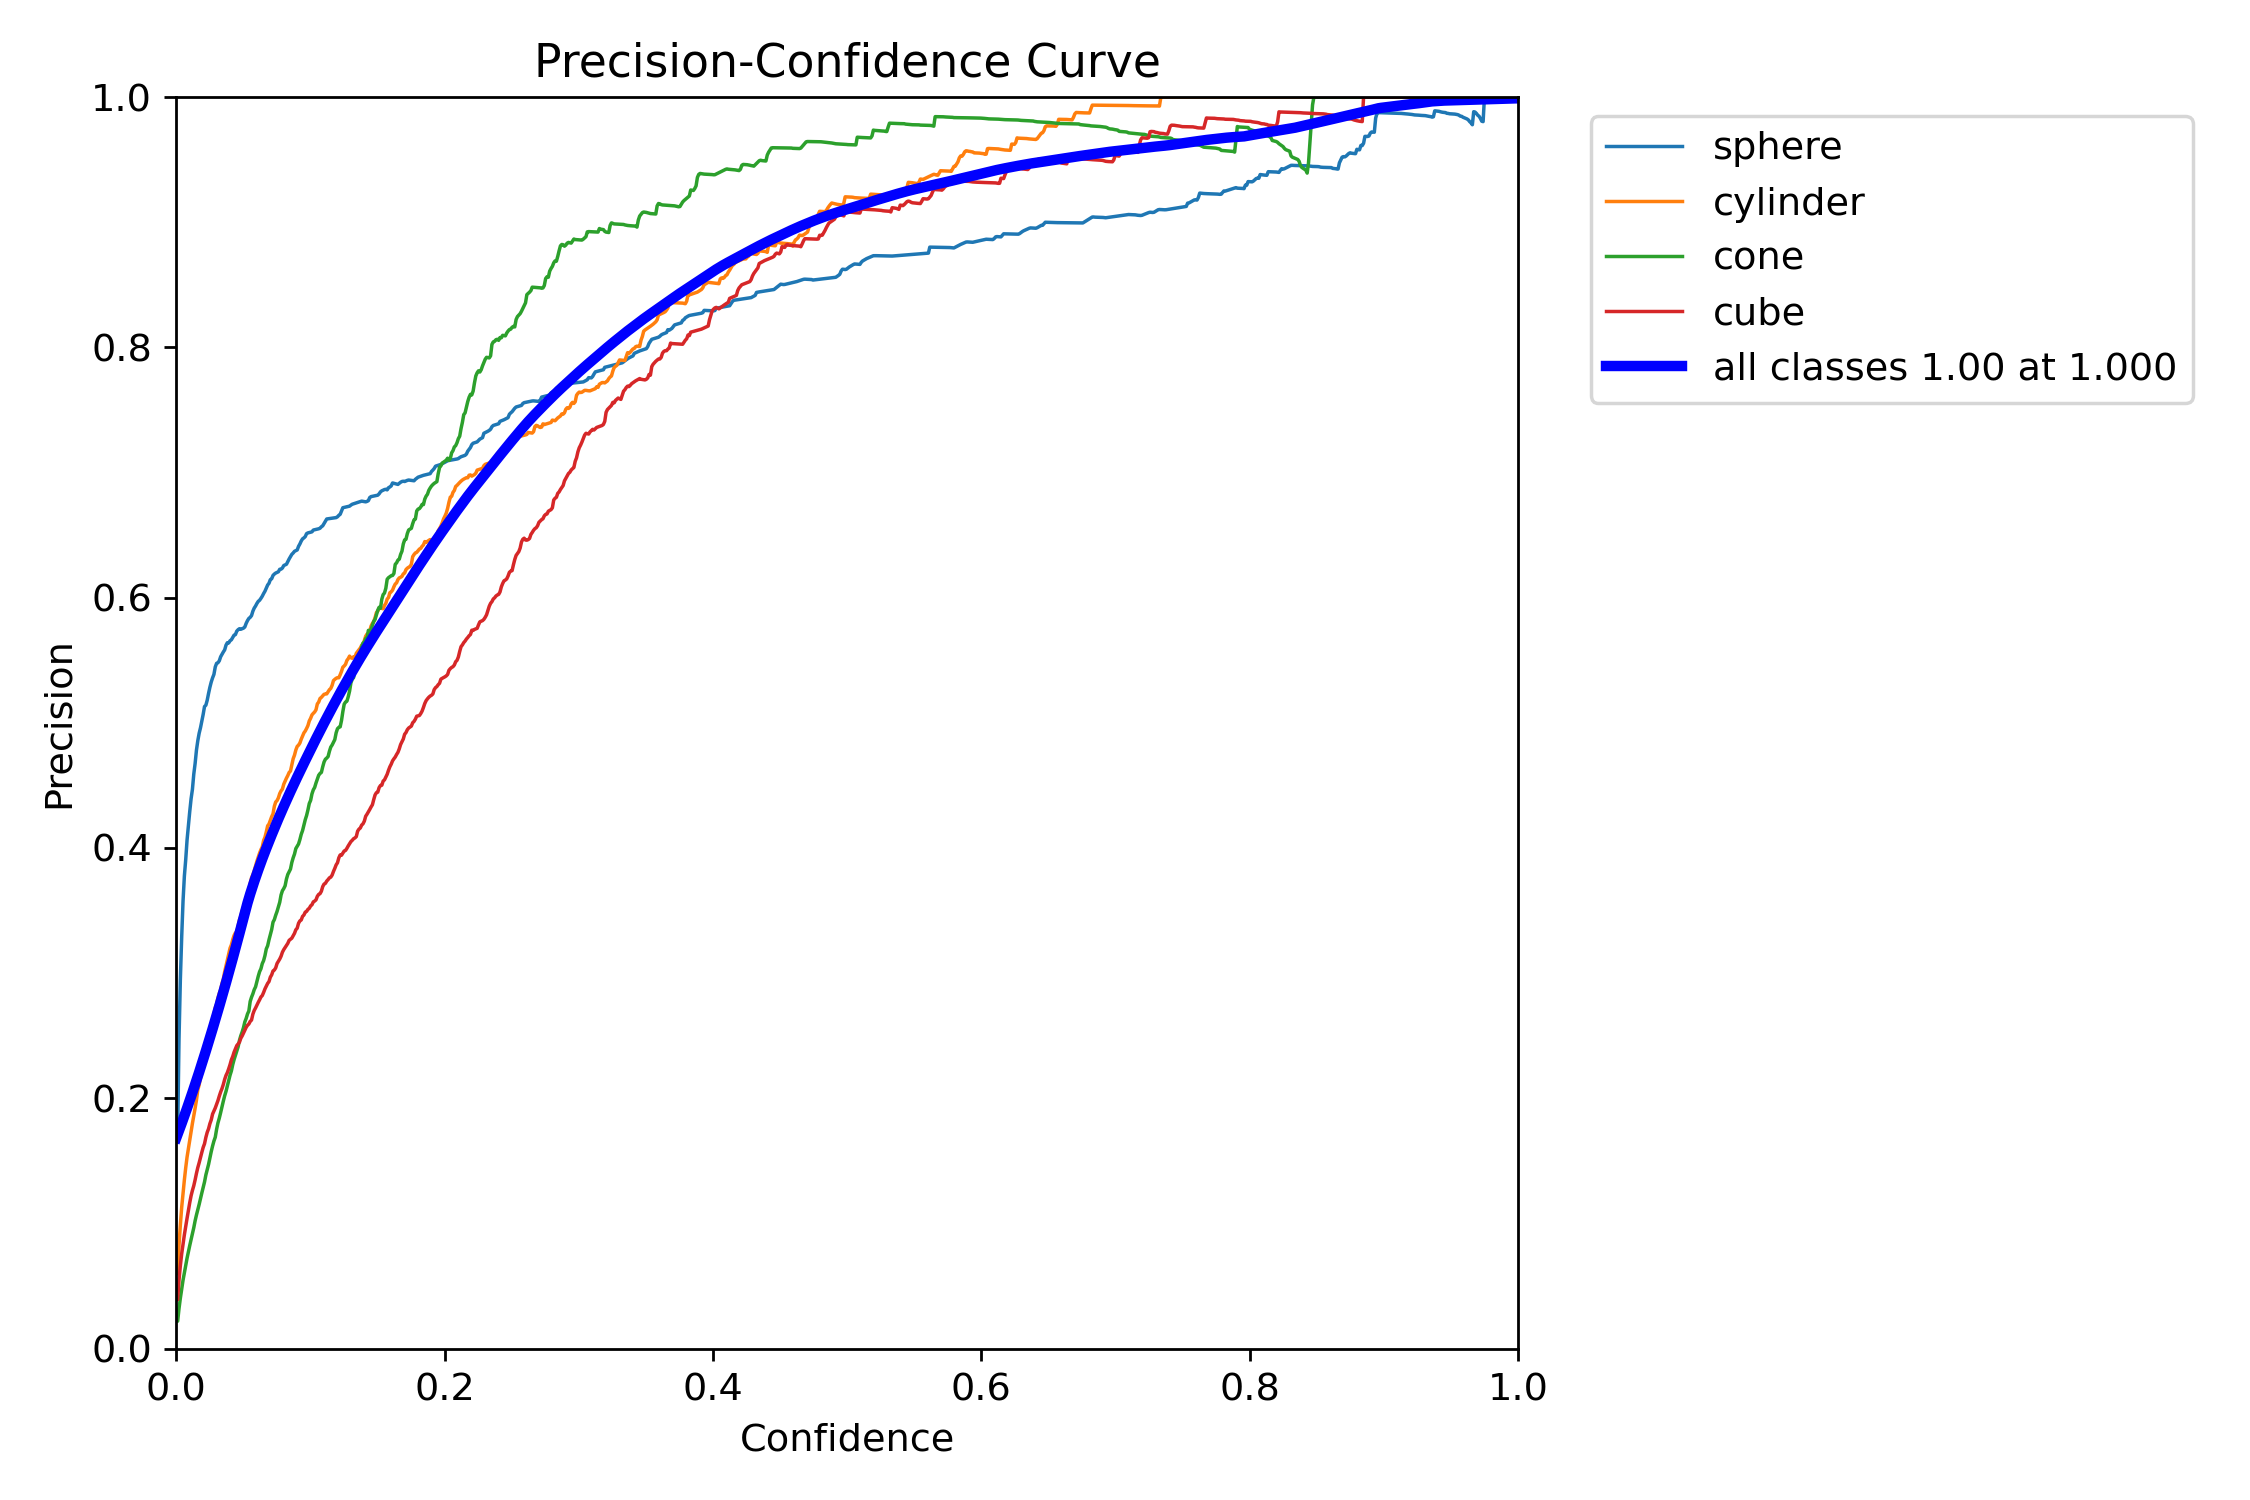 Precision-Confidence Curve
1.0
0.8
0.6
0.4
0.2
0.0
Precision
0.0 0.2 0.4 0.6 0.8 1.0
Confidence
sphere
cylinder
cone
cube
all classes 1.00 at 1.000